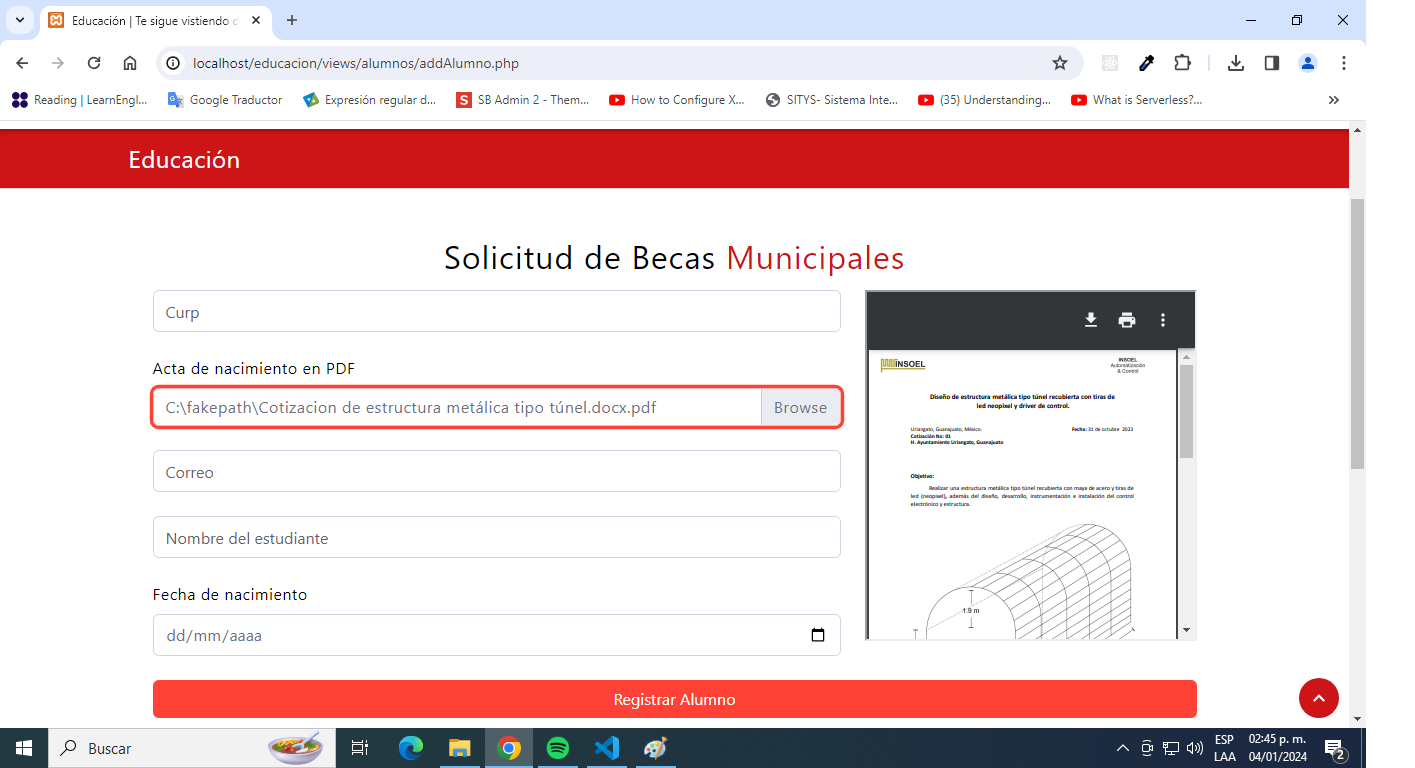 Educación | Te sigue vistiendo d
localhost/educacion/views/alumnos/addAlumno.php
Reading | LearnEngl...
Google Traductor
Expresión regular d...
SB Admin 2 - Them...
How to Configure X...
SITYS- Sistema Inte...
(35) Understanding...
What is Serverless?...
Educación
Solicitud de Becas Municipales
Curp
Acta de nacimiento en PDF
C:\fakepath\Cotizacion de estructura metálica tipo túnel.docx.pdf
Browse
Correo
Nombre del estudiante
Fecha de nacimiento
dd/mm/aaaa
INSOEL
INSOEL
Automatización
& Control
Diseño de estructura metálica tipo túnel recubierta con tiras de
led neopixel y driver de control.
Uriangato, Guanajuato, México.
Fecha: 31 de octubre 2023
Cotización No: 01
H. Ayuntamiento Uriangato, Guanajuato
Objetivo:
Realizar una estructura metálica tipo túnel recubierta con maya de acero y tiras de
led (neopixel), además del diseño, desarrollo, instrumentación e instalación del control
electrónico y estructura.
1.9 m
Registrar Alumno
Buscar
ESP
LAA
02:45 p. m.
04/01/2024
2